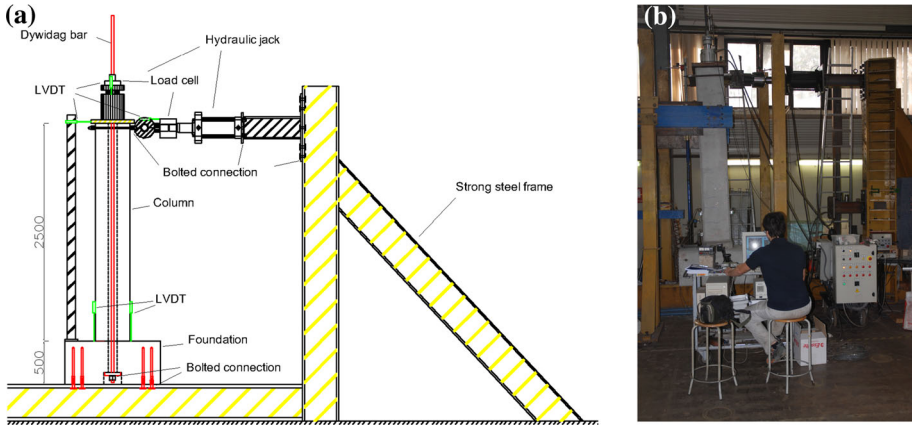 (a)
Dywidag bar
Hydraulic jack
Load cell
LVDT
Bolted connection
Strong steel frame
Column
2500
LVDT
Foundation
500
Bolted connection
(b)